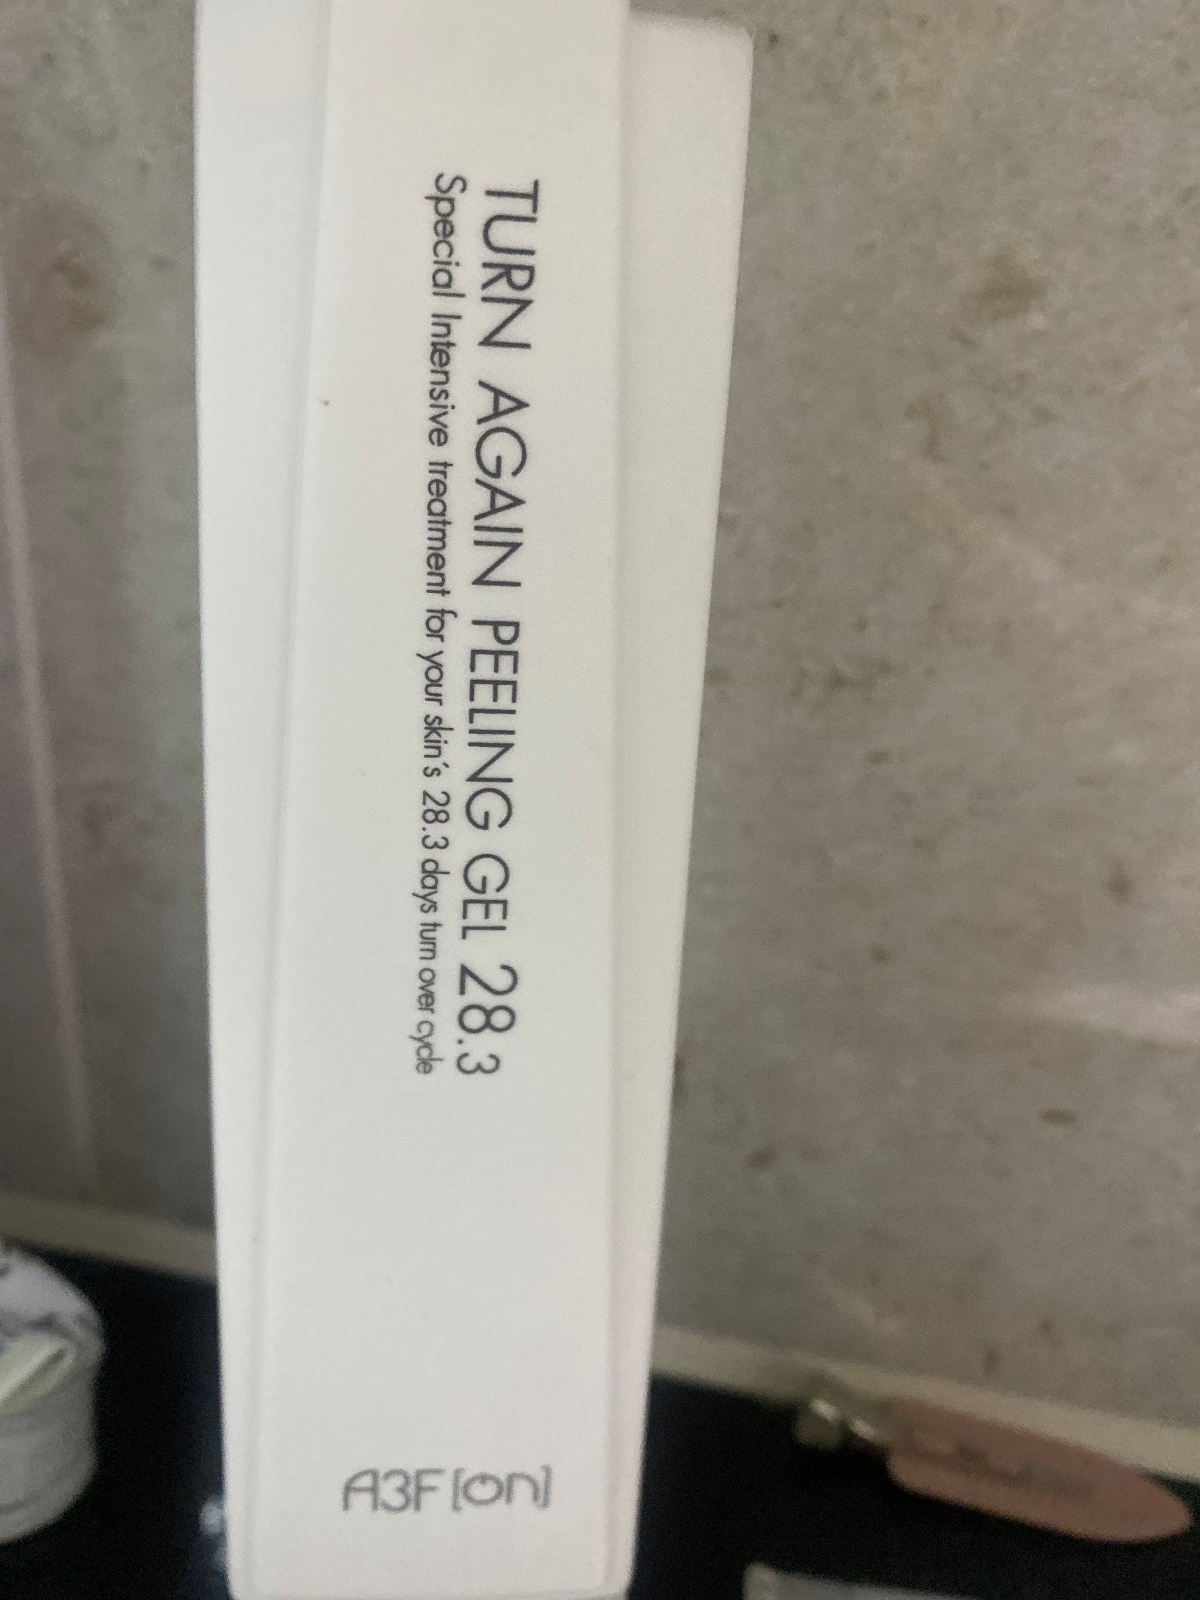 TURN AGAIN PEELING GEL 28.3
Special Intensive treatment for your skin's 28.3 days turn over cycle
A3F[on]